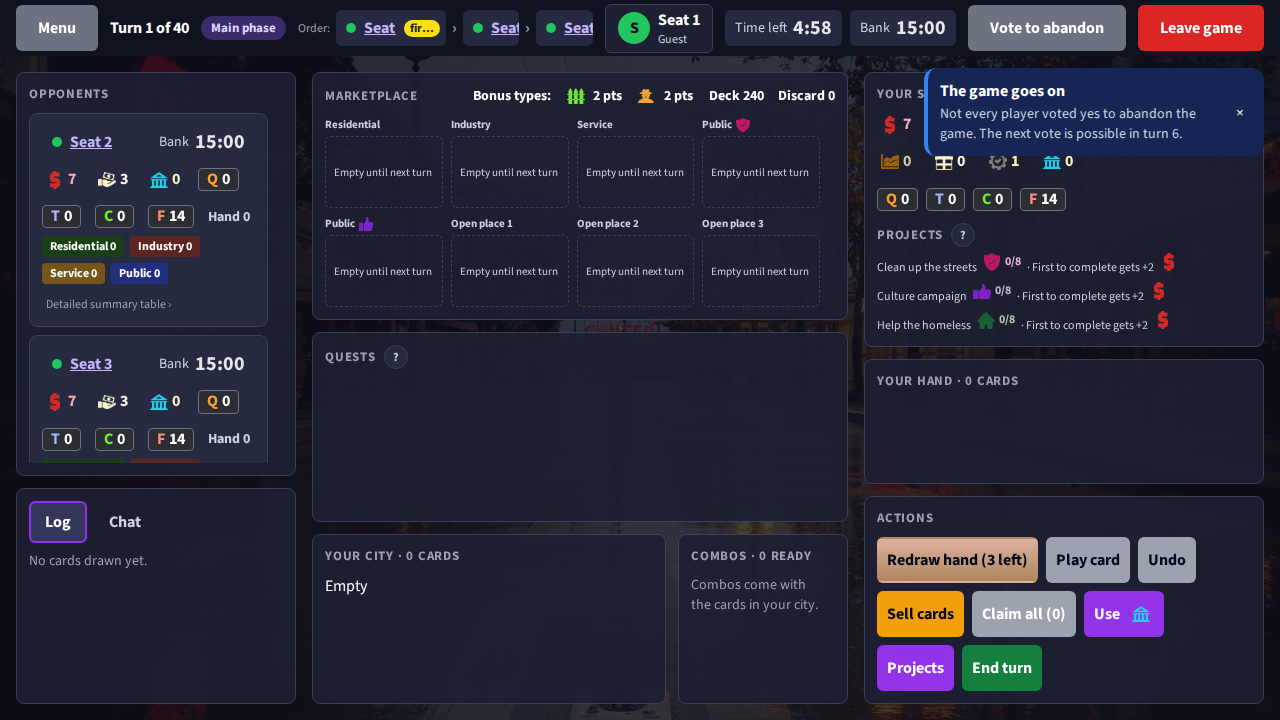 Menu
Turn 1 of 40
Main phase
Order:
Seat
fir…
›
Seat
›
Seat
S
Seat 1
Guest
Time left 4:58
Bank 15:00
Vote to abandon
Leave game
OPPONENTS
Seat 2
Bank 15:00
7
3
0
Q 0
T 0
C 0
F 14
Hand 0
Residential 0
Industry 0
Service 0
Public 0
Detailed summary table ›
Seat 3
Bank 15:00
7
3
0
Q 0
T 0
C 0
F 14
Hand 0
Log
Chat
No cards drawn yet.
MARKETPLACE
Bonus types:
2 pts
2 pts
Deck 240
Discard 0
Residential
Industry
Service
Public
Empty until next turn
Empty until next turn
Empty until next turn
Empty until next turn
Public
Open place 1
Open place 2
Open place 3
Empty until next turn
Empty until next turn
Empty until next turn
Empty until next turn
QUESTS ?
YOUR CITY · 0 CARDS
Empty
COMBOS · 0 READY
Combos come with
the cards in your city.
YOUR S
The game goes on
Not every player voted yes to abandon the
game. The next vote is possible in turn 6.
×
7
0
0
1
0
Q 0
T 0
C 0
F 14
PROJECTS ?
Clean up the streets 0/8 · First to complete gets +2
Culture campaign 0/8 · First to complete gets +2
Help the homeless 0/8 · First to complete gets +2
YOUR HAND · 0 CARDS
ACTIONS
Redraw hand (3 left)
Play card
Undo
Sell cards
Claim all (0)
Use
Projects
End turn